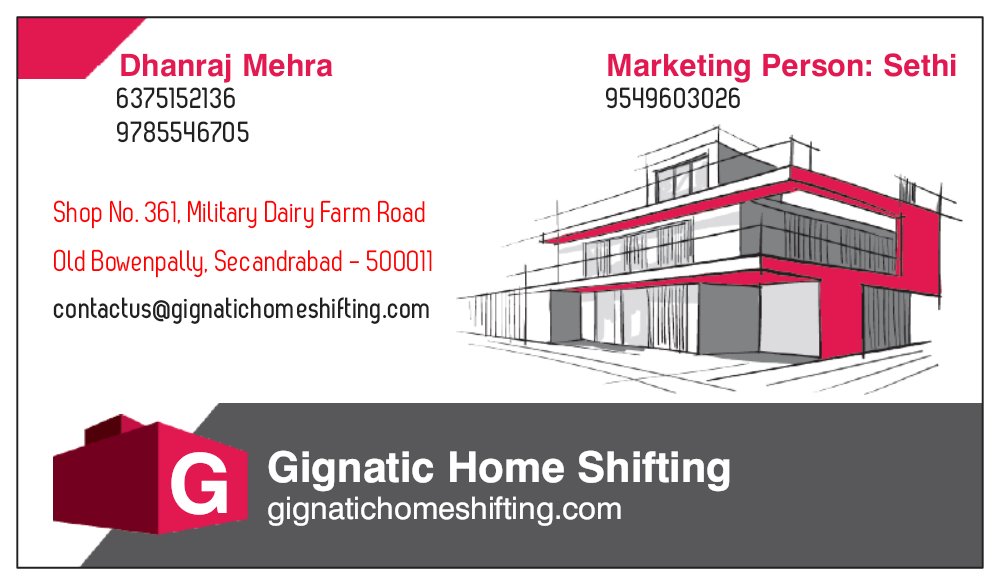 Dhanraj Mehra
6375152136
9785546705
Marketing Person: Sethi
9549603026
Shop No. 361, Military Dairy Farm Road
Old Bowenpally, Secandrabad - 500011
contactus@gignatichomeshifting.com
G
Gignatic Home Shifting
gignatichomeshifting.com